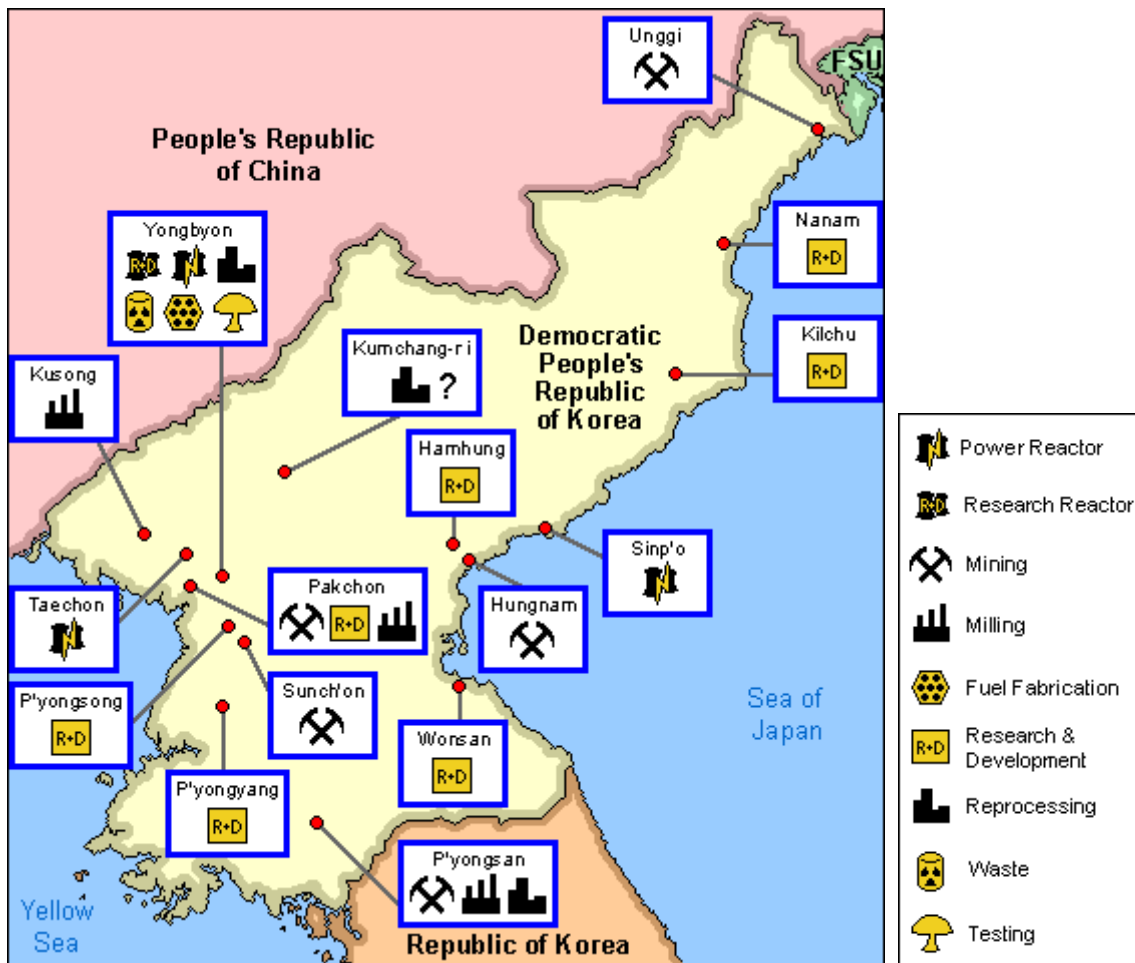 Unggi
FSU
People's Republic
of China
Yongbyon
R+D
Nanam
R+D
Democratic
People's
Republic
of Korea
Kumchang-ri
?
Kilchu
R+D
Kusong
Hamhung
R+D
Sinp'o
Taechon
Pakchon
R+D
Hungnam
P'yongsong
R+D
Sunch'on
Wonsan
R+D
Sea of
Japan
P'yongyang
R+D
P'yongsan
Yellow
Sea
Republic of Korea
Power Reactor
R+D Research Reactor
Mining
Milling
Fuel Fabrication
R+D Research &
Development
Reprocessing
Waste
Testing